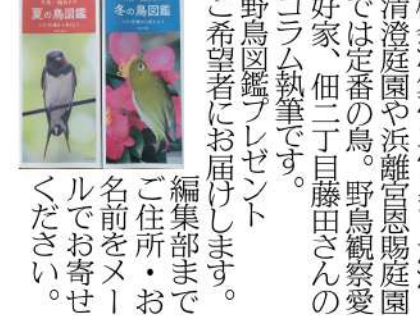 清澄庭園や浜離宮恩賜庭園
では定番の鳥。野鳥観察愛
好家、佃二丁目藤田さんの
コラム執筆です。
野鳥図鑑プレゼント
ご希望者にお届けします。
編集部まで
ご住所・お
名前をメー
ルでお寄せ
ください。
夏の鳥図鑑
冬の鳥図鑑